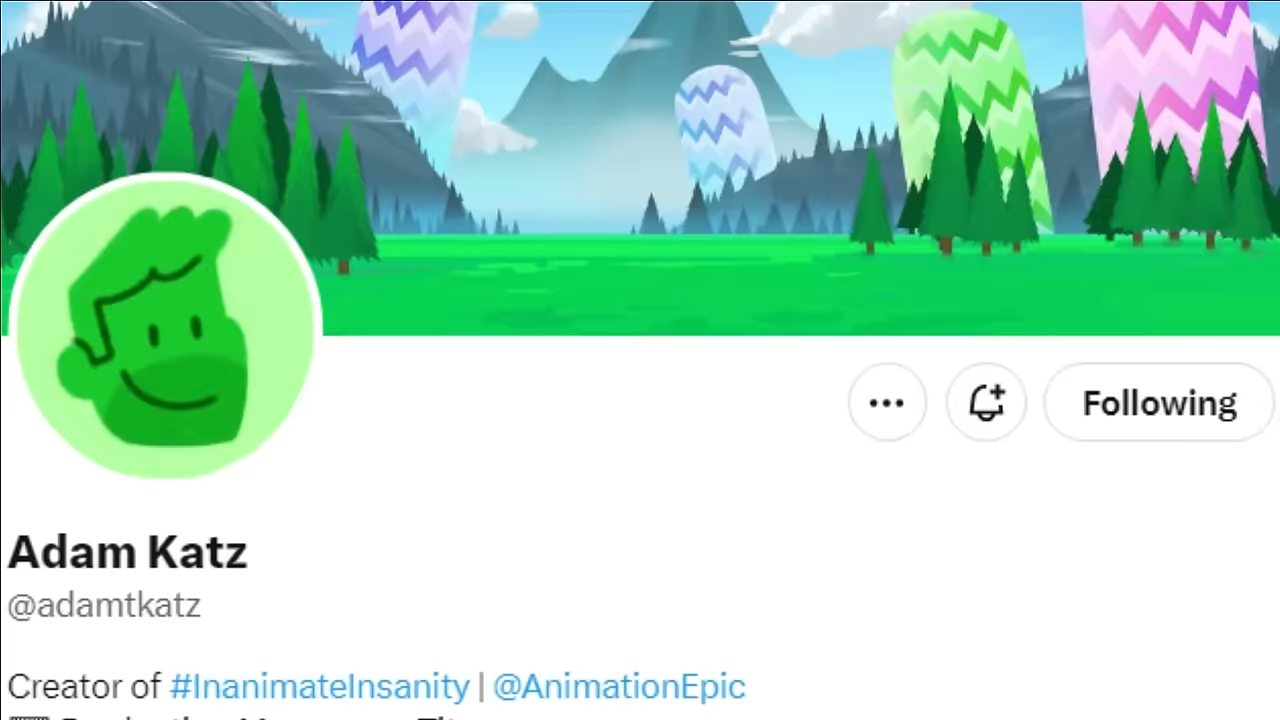 Following
Adam Katz
@adamtkatz
Creator of #InanimateInsanity | @AnimationEpic